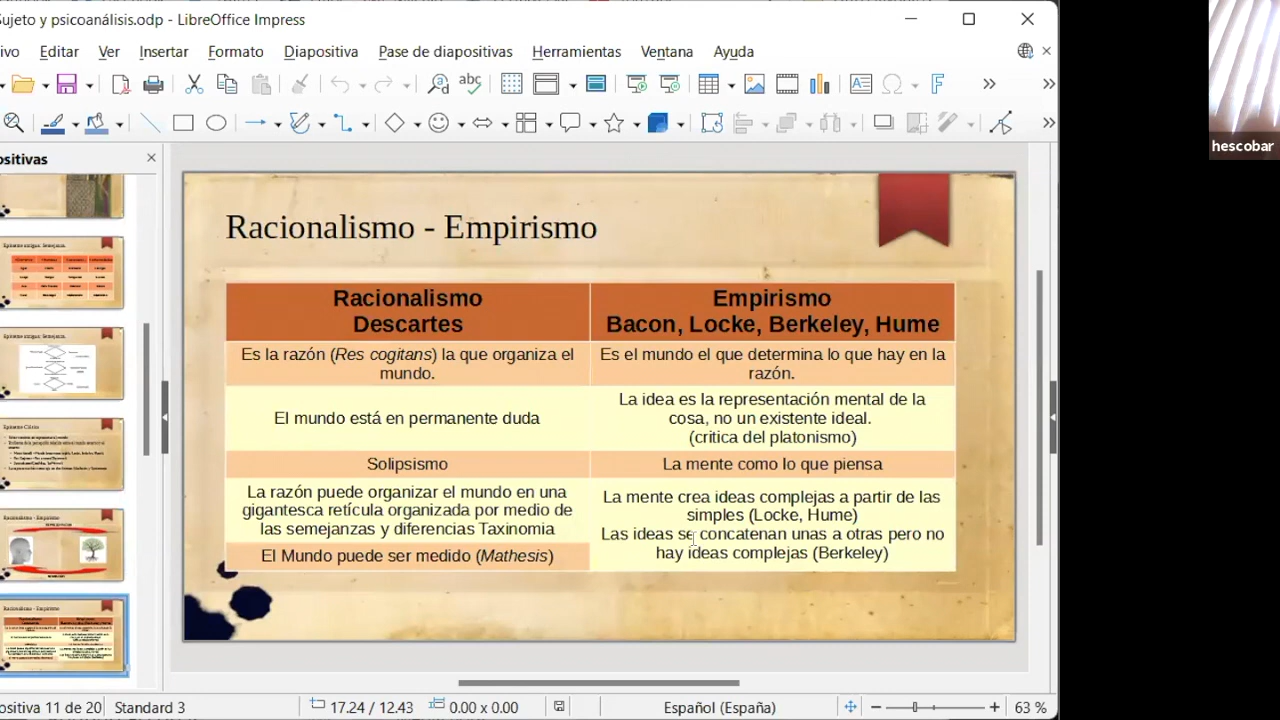 Sujeto y psicoanálisis.odp - LibreOffice Impress
ivo Editar Ver Insertar Formato Diapositiva Pase de diapositivas Herramientas Ventana Ayuda
ositivas
Racionalismo - Empirismo
Racionalismo
Descartes
Empirismo
Bacon, Locke, Berkeley, Hume
Es la razón (Res cogitans) la que organiza el
mundo.
Es el mundo el que determina lo que hay en la
razón.
El mundo está en permanente duda
La idea es la representación mental de la
cosa, no un existente ideal.
(critica del platonismo)
Solipsismo
La mente como lo que piensa
La razón puede organizar el mundo en una
gigantesca retícula organizada por medio de
las semejanzas y diferencias Taxinomia
El Mundo puede ser medido (Mathesis)
La mente crea ideas complejas a partir de las
simples (Locke, Hume)
Las ideas se concatenan unas a otras pero no
hay ideas complejas (Berkeley)
Racionalismo - Empirismo
Racionalismo - Empirismo
ositiva 11 de 20 Standard 3 17.24 / 12.43 0.00 x 0.00 Español (España) 63 %
hescobar